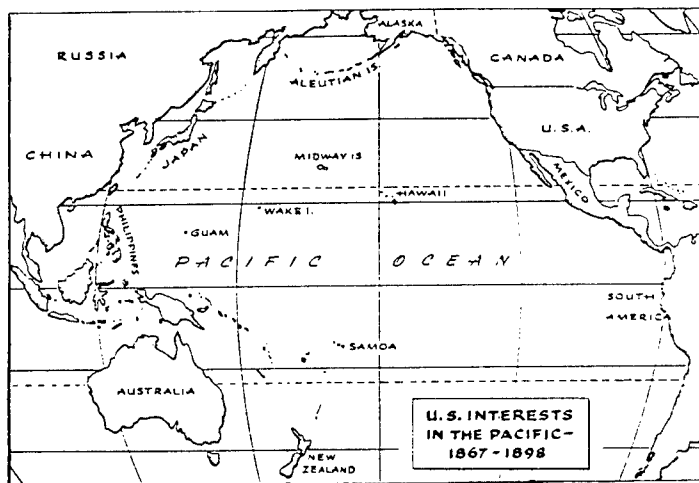 ALASKA
RUSSIA
CANADA
ALEUTIAN IS.
U.S.A.
JAPAN
CHINA
MIDWAY IS
MEXICO
HAWAII
WAKE I.
PHILIPPINES
GUAM
PACIFIC OCEAN
SOUTH
AMERICA
SAMOA
AUSTRALIA
U.S. INTERESTS
IN THE PACIFIC-
1867-1898
NEW
ZEALAND